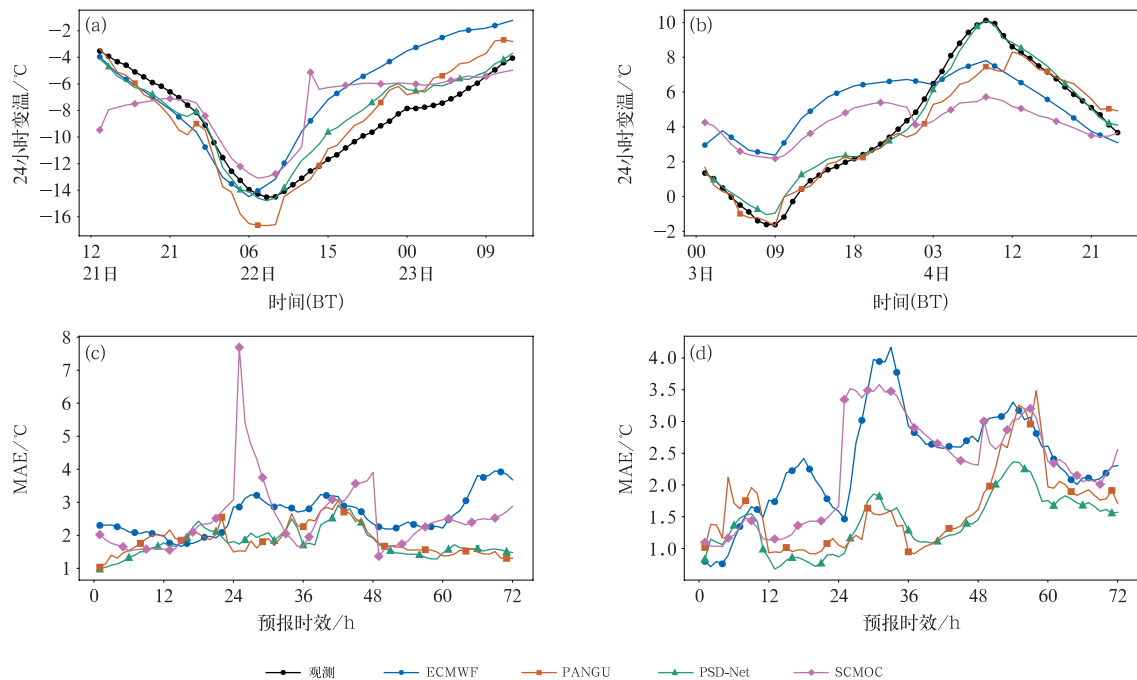 (a)
24小时变温/℃
−2
−4
−6
−8
−10
−12
−14
−16
12 21 06 15 00 09
21日 22日 23日
时间(BT)
(b)
24小时变温/℃
10
8
6
4
2
0
−2
00 09 18 03 12 21
3日 4日
时间(BT)
(c)
MAE/℃
8
7
6
5
4
3
2
1
0 12 24 36 48 60 72
预报时效/h
(d)
MAE/℃
4.0
3.5
3.0
2.5
2.0
1.5
1.0
0 12 24 36 48 60 72
预报时效/h
观测 ECMWF PANGU PSD-Net SCMOC